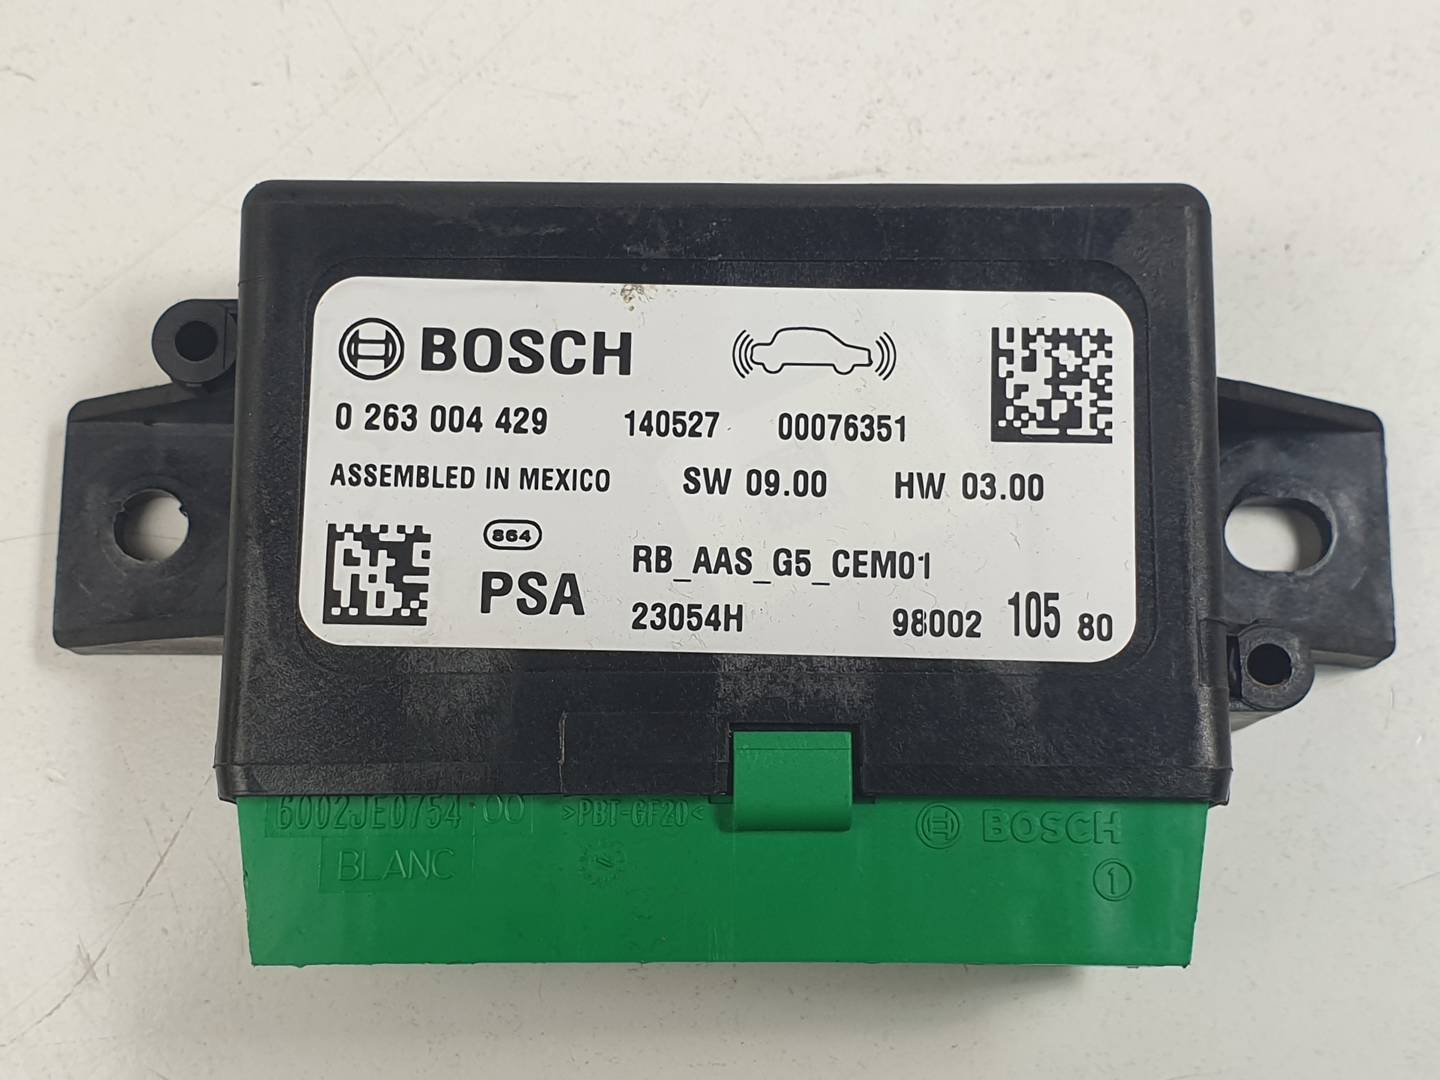 BOSCH
0 263 004 429 140527 00076351
ASSEMBLED IN MEXICO SW 09.00 HW 03.00
864
PSA RB_AAS_G5_CEM01
23054H 98002 105 80
6002JE0754 00 >PBT-GF20< BOSCH
BLANC 1